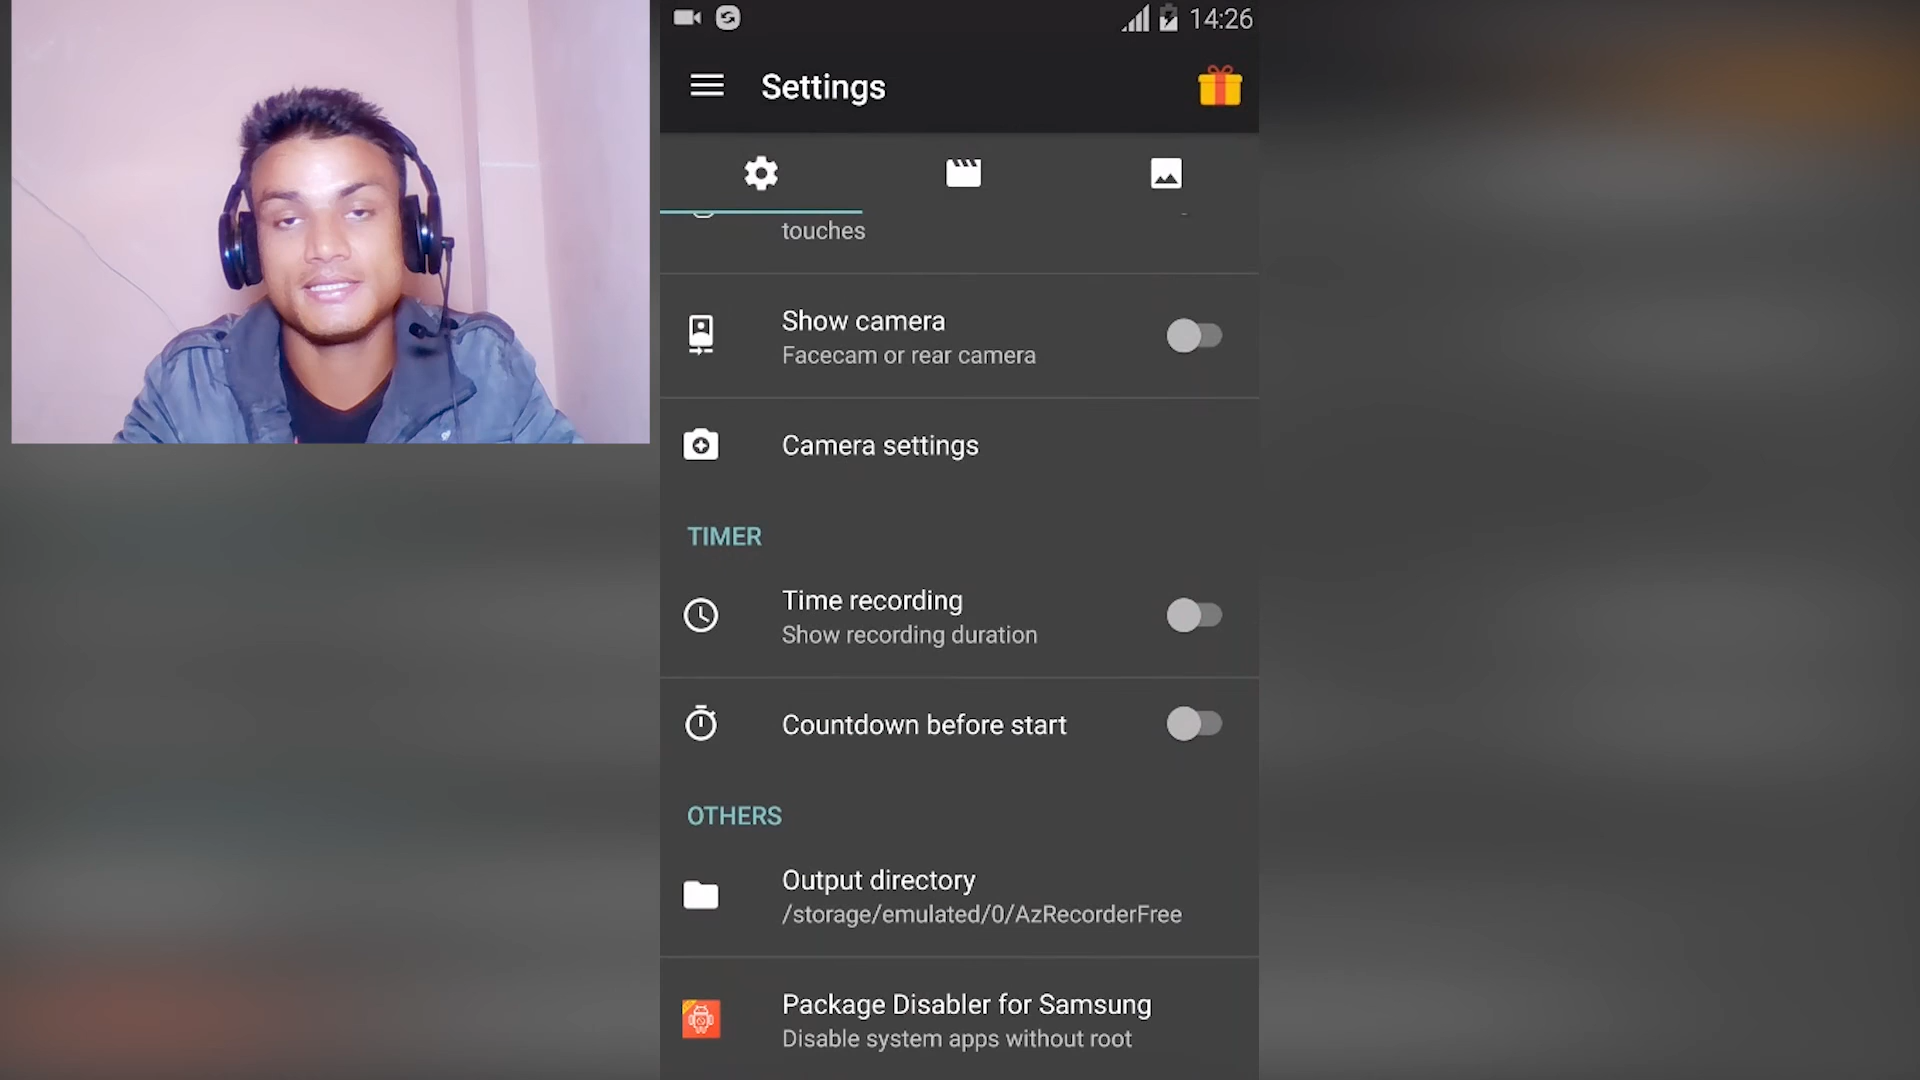 14:26
Settings
touches
Show camera
Facecam or rear camera
Camera settings
TIMER
Time recording
Show recording duration
Countdown before start
OTHERS
Output directory
/storage/emulated/0/AzRecorderFree
Package Disabler for Samsung
Disable system apps without root